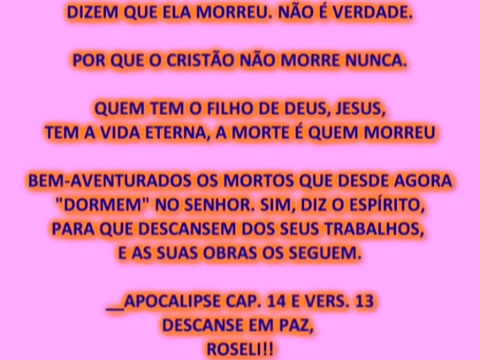 DIZEM QUE ELA MORREU. NÃO É VERDADE.
POR QUE O CRISTÃO NÃO MORRE NUNCA.
QUEM TEM O FILHO DE DEUS, JESUS,
TEM A VIDA ETERNA, A MORTE É QUEM MORREU
BEM-AVENTURADOS OS MORTOS QUE DESDE AGORA
"DORMEM" NO SENHOR. SIM, DIZ O ESPÍRITO,
PARA QUE DESCANSEM DOS SEUS TRABALHOS,
E AS SUAS OBRAS OS SEGUEM.
__APOCALIPSE CAP. 14 E VERS. 13
DESCANSE EM PAZ,
ROSELI!!